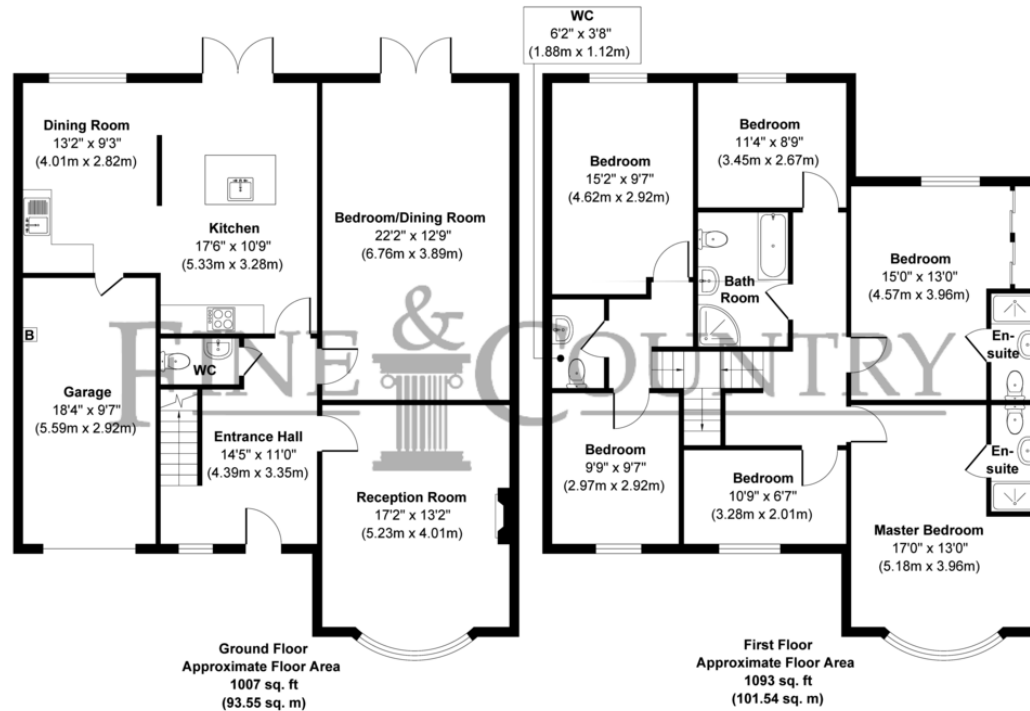 WC
6'2" x 3'8"
(1.88m x 1.12m)
Dining Room
13'2" x 9'3"
(4.01m x 2.82m)
Kitchen
17'6" x 10'9"
(5.33m x 3.28m)
Bedroom/Dining Room
22'2" x 12'9"
(6.76m x 3.89m)
B
WC
Garage
18'4" x 9'7"
(5.59m x 2.92m)
Entrance Hall
14'5" x 11'0"
(4.39m x 3.35m)
Reception Room
17'2" x 13'2"
(5.23m x 4.01m)
Ground Floor
Approximate Floor Area
1007 sq. ft
(93.55 sq. m)
Bedroom
15'2" x 9'7"
(4.62m x 2.92m)
Bedroom
11'4" x 8'9"
(3.45m x 2.67m)
Bath
Room
Bedroom
15'0" x 13'0"
(4.57m x 3.96m)
En-
suite
En-
suite
Bedroom
9'9" x 9'7"
(2.97m x 2.92m)
Bedroom
10'9" x 6'7"
(3.28m x 2.01m)
Master Bedroom
17'0" x 13'0"
(5.18m x 3.96m)
First Floor
Approximate Floor Area
1093 sq. ft
(101.54 sq. m)
FINE & COUNTRY